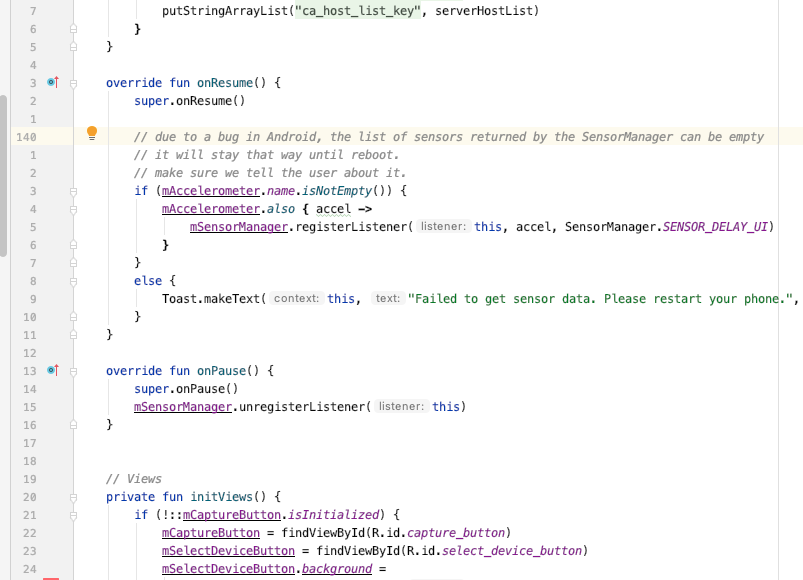 7 putStringArrayList("ca_host_list_key", serverHostList)
6 }
5 }
4
3 override fun onResume() {
2 super.onResume()
1
140 // due to a bug in Android, the list of sensors returned by the SensorManager can be empty
1 // it will stay that way until reboot.
2 // make sure we tell the user about it.
3 if (mAccelerometer.name.isNotEmpty()) {
4 mAccelerometer.also { accel ->
5 mSensorManager.registerListener( listener: this, accel, SensorManager.SENSOR_DELAY_UI)
6 }
7 }
8 else {
9 Toast.makeText( context: this, text: "Failed to get sensor data. Please restart your phone.",
10 }
11 }
12
13 override fun onPause() {
14 super.onPause()
15 mSensorManager.unregisterListener( listener: this)
16 }
17
18
19 // Views
20 private fun initViews() {
21 if (!::mCaptureButton.isInitialized) {
22 mCaptureButton = findViewById(R.id.capture_button)
23 mSelectDeviceButton = findViewById(R.id.select_device_button)
24 mSelectDeviceButton.background =